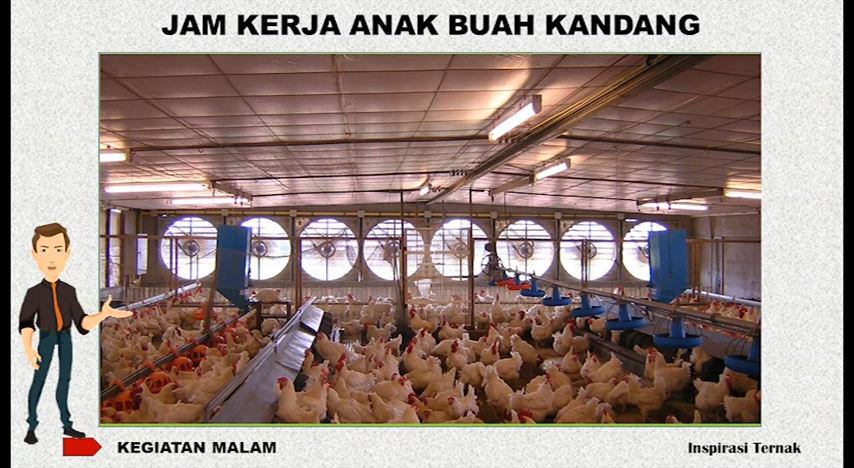 JAM KERJA ANAK BUAH KANDANG
KEGIATAN MALAM
Inspirasi Ternak